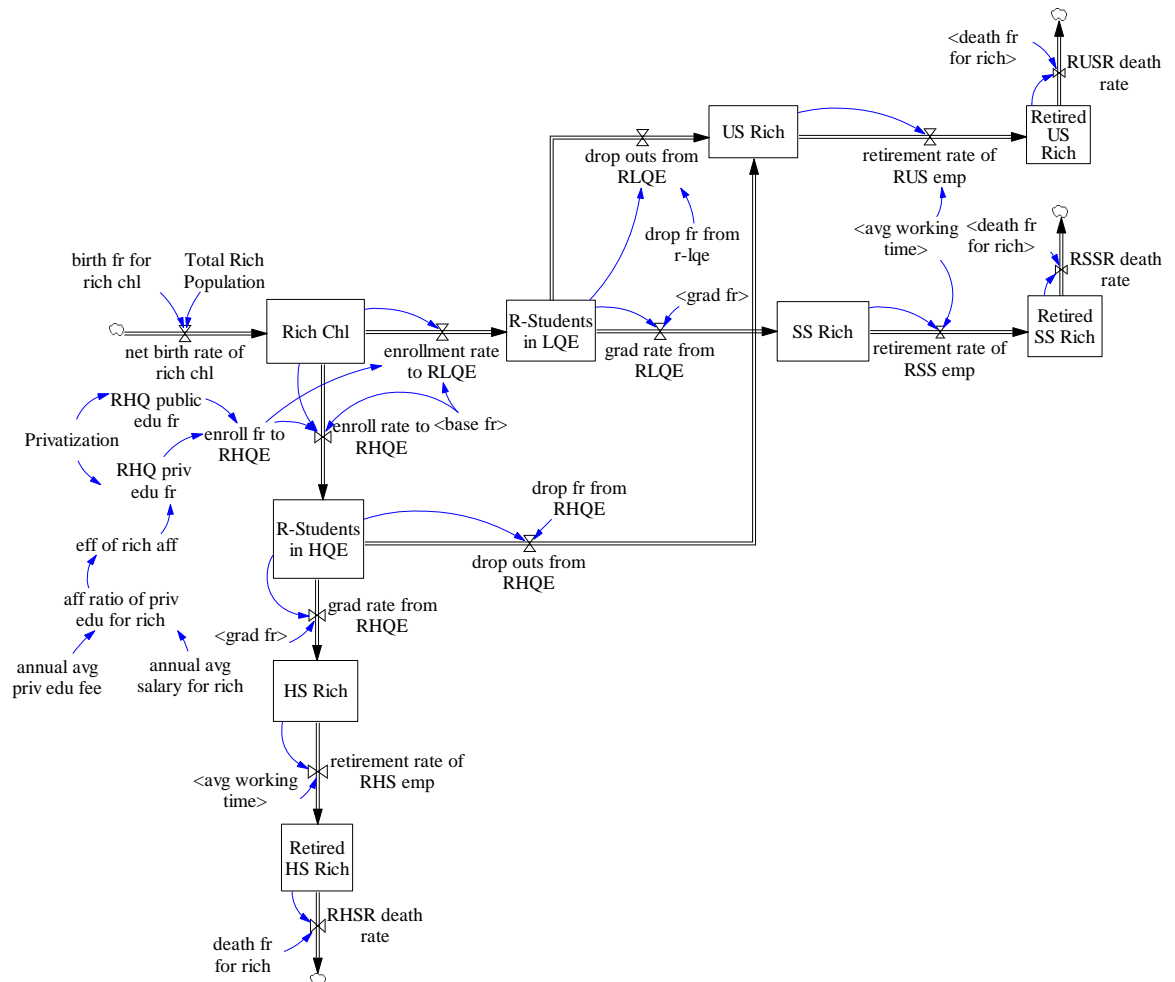 <death fr
for rich>
RUSR death
rate
US Rich
Retired
US
Rich
drop outs from
RLQE
retirement rate of
RUS emp
drop fr from
r-lqe
<avg working
time>
<death fr
for rich>
RSSR death
rate
birth fr for
rich chl
Total Rich
Population
<grad fr>
Rich Chl
R-Students
in LQE
SS Rich
Retired
SS Rich
net birth rate of
rich chl
enrollment rate
to RLQE
grad rate from
RLQE
retirement rate of
RSS emp
RHQ public
edu fr
Privatization
enroll fr to
RHQE
enroll rate to
RHQE
<base fr>
RHQ priv
edu fr
drop fr from
RHQE
R-Students
in HQE
eff of rich aff
drop outs from
RHQE
aff ratio of priv
edu for rich
grad rate from
RHQE
<grad fr>
annual avg
priv edu fee
annual avg
salary for rich
HS Rich
retirement rate of
RHS emp
<avg working
time>
Retired
HS Rich
RHSR death
rate
death fr
for rich